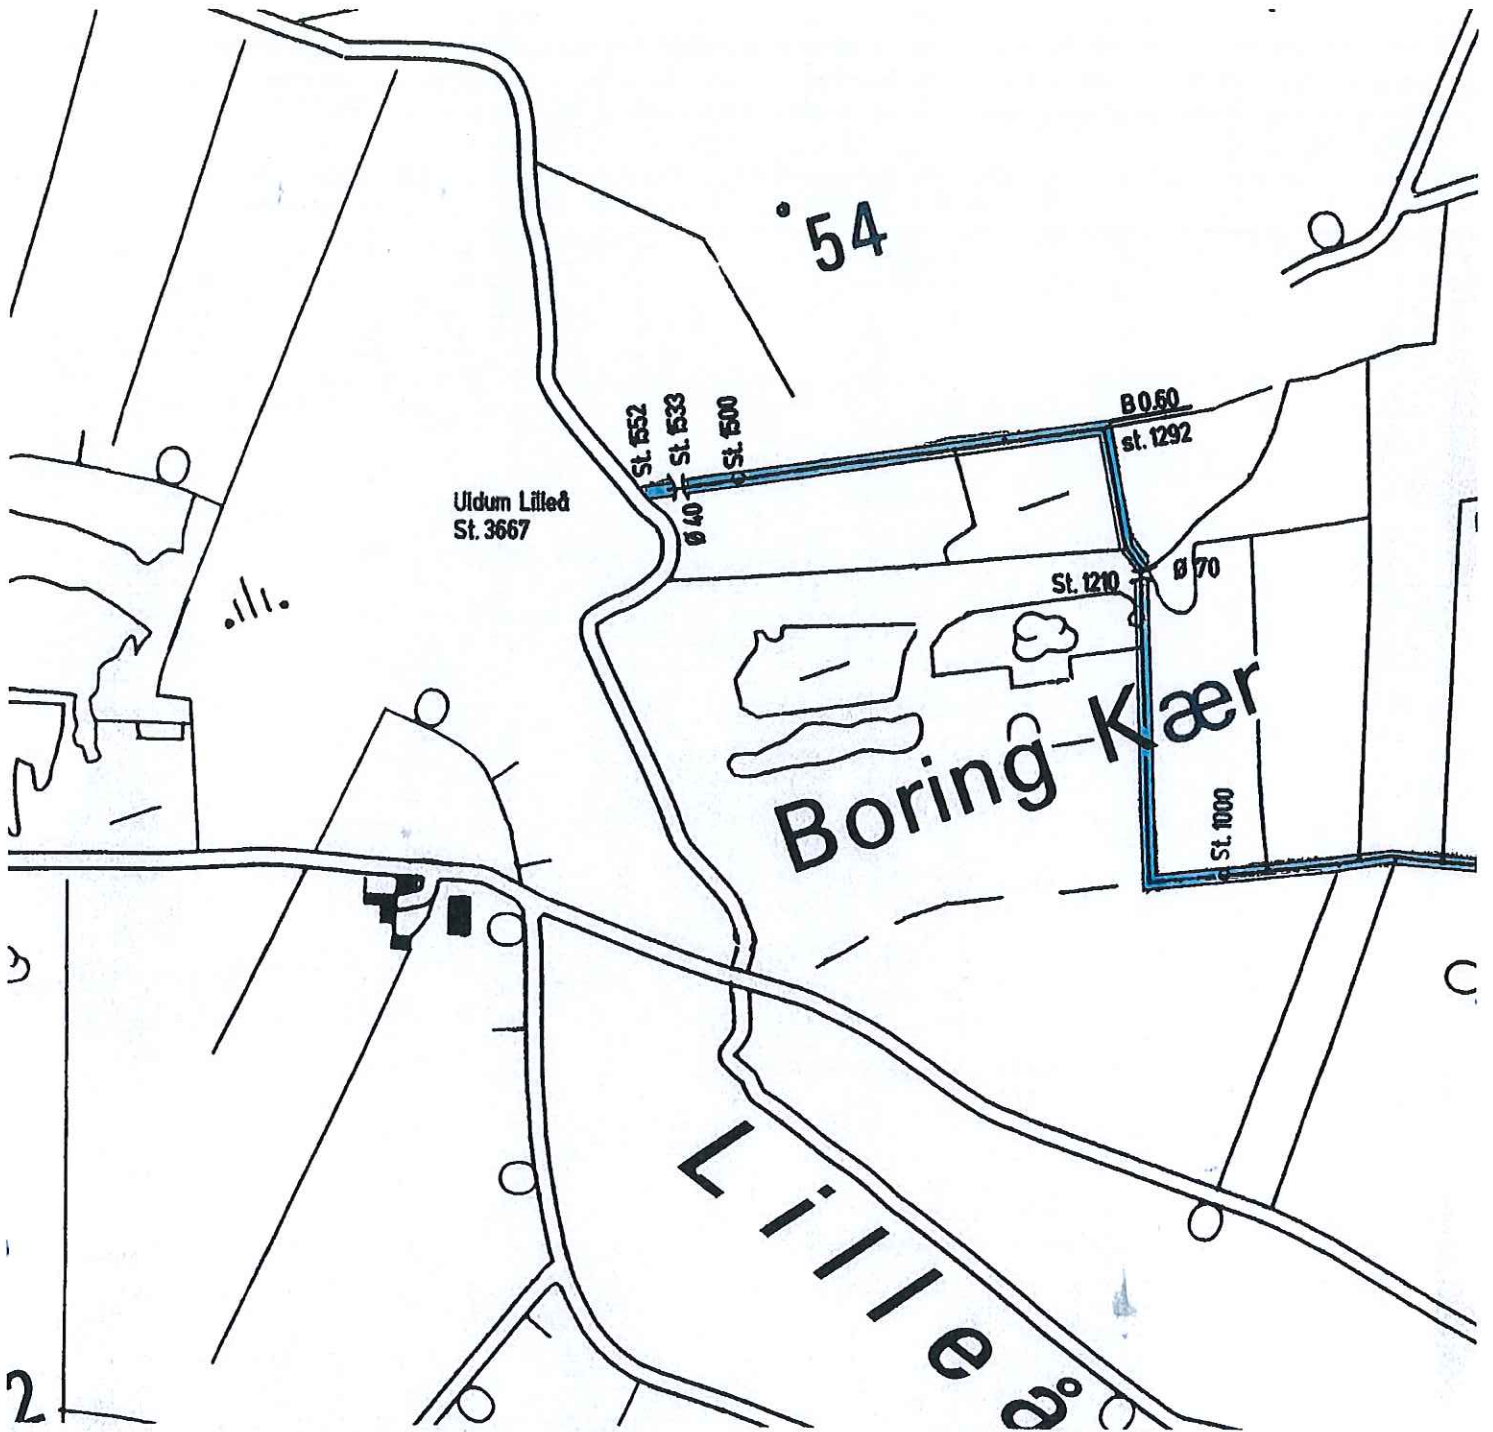 54
B 0.60
st. 1292
St. 1552
St. 1533
St. 1500
Uldum Lilleå
St. 3667
Ø 40
St. 1210
Ø 70
Boring Kær
St. 1000
Lilleå
2